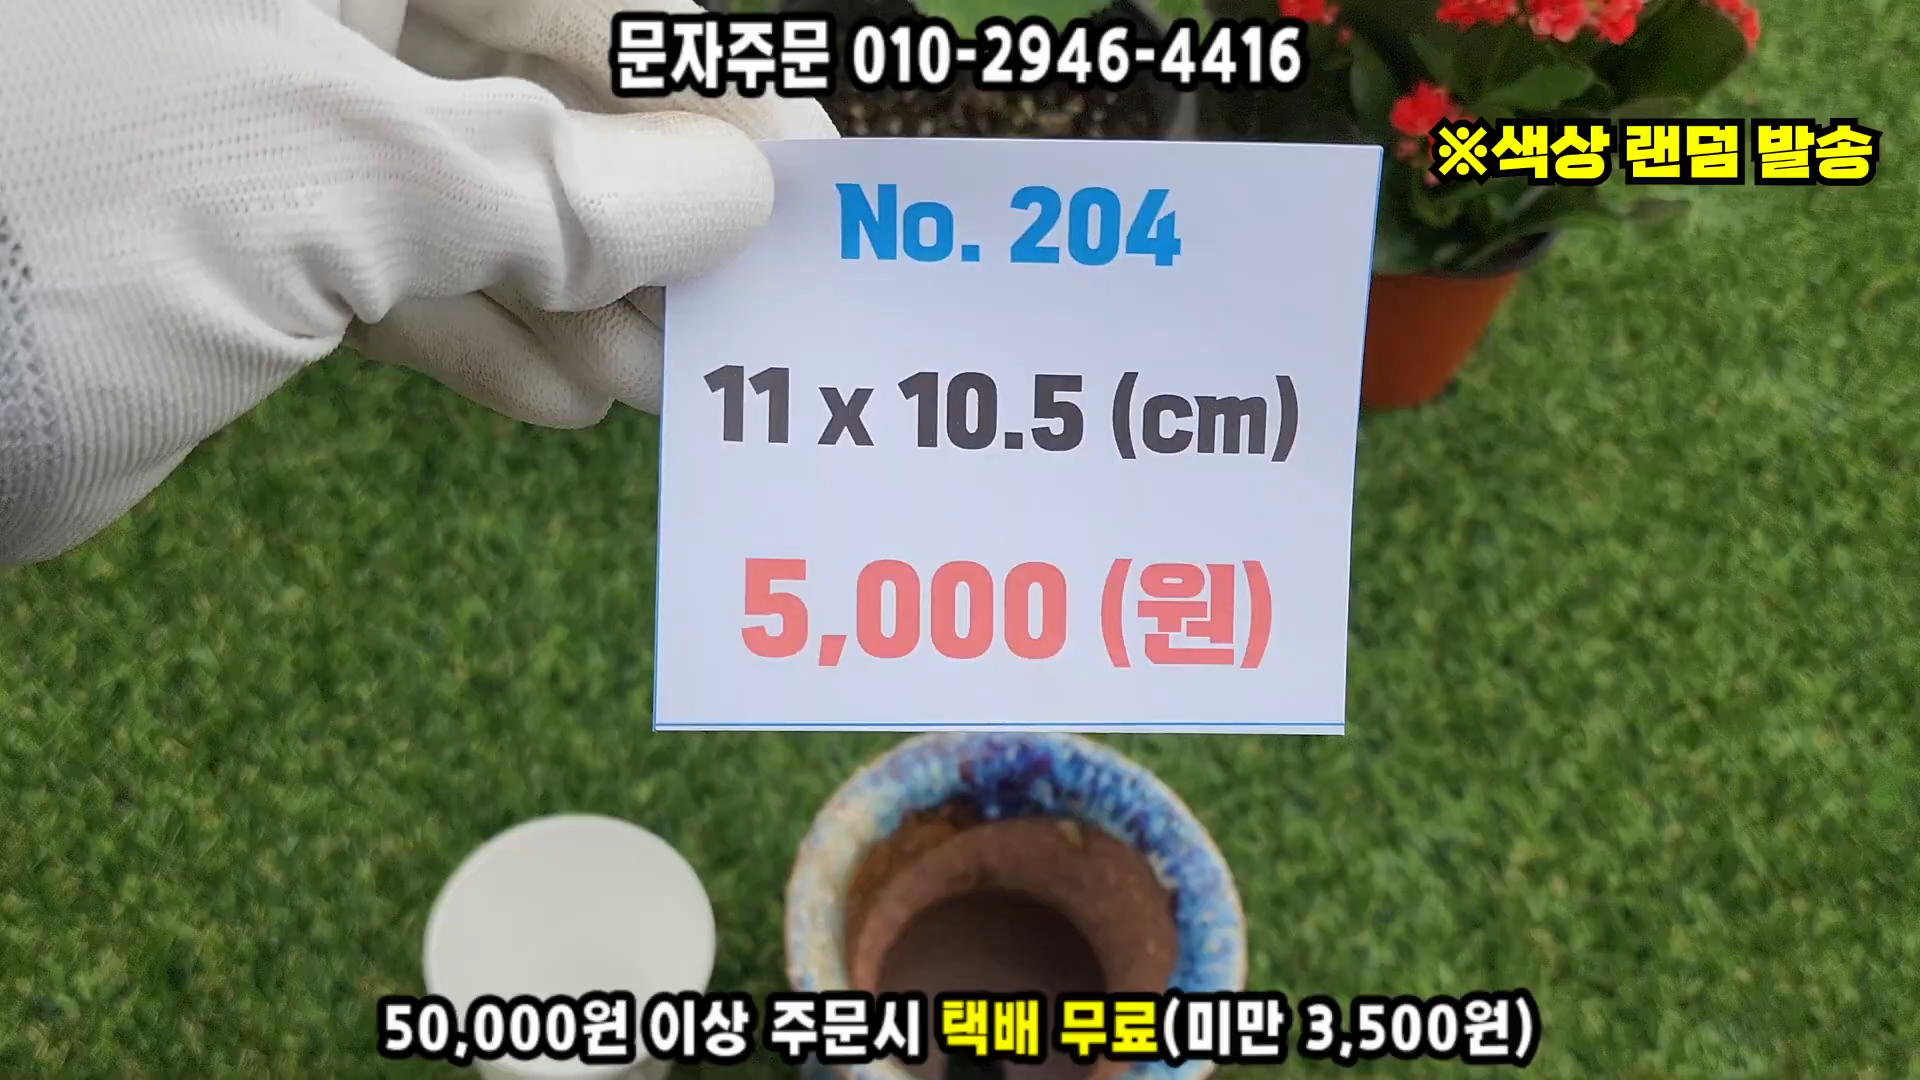 문자주문 010-2946-4416
※색상 랜덤 발송
No. 204
11 x 10.5 (cm)
5,000 (원)
50,000원 이상 주문시 택배 무료(미만 3,500원)